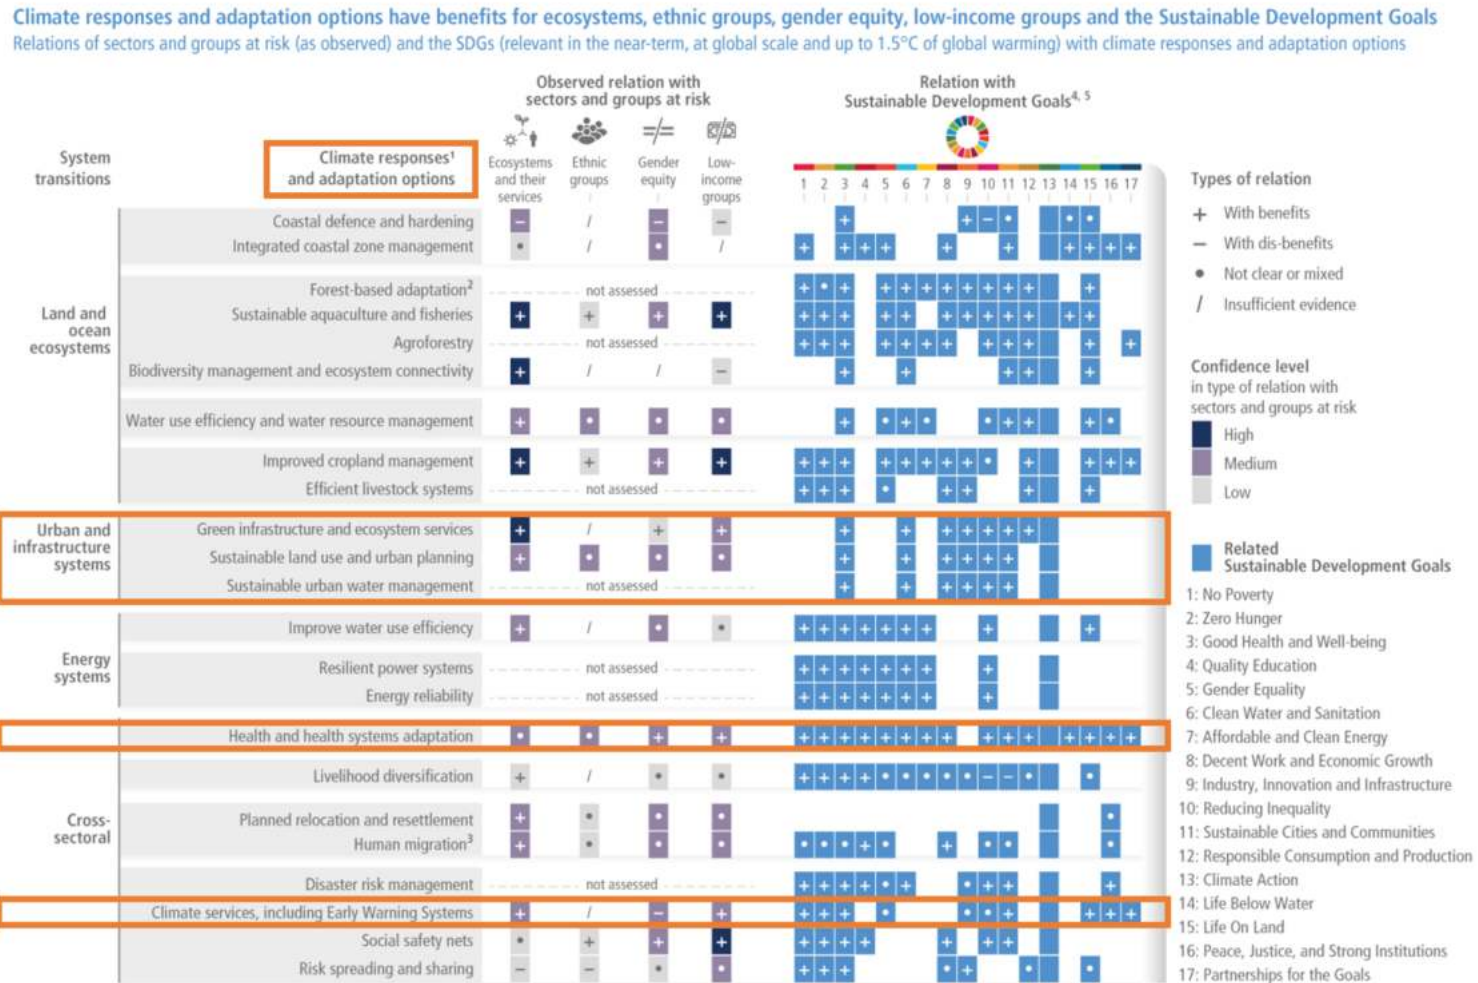 Climate responses and adaptation options have benefits for ecosystems, ethnic groups, gender equity, low-income groups and the Sustainable Development Goals
Relations of sectors and groups at risk (as observed) and the SDGs (relevant in the near-term, at global scale and up to 1.5°C of global warming) with climate responses and adaptation options
Observed relation with
sectors and groups at risk
Relation with
Sustainable Development Goals4, 5
System
transitions
Climate responses¹
and adaptation options
Ecosystems
and their
services
Ethnic
groups
Gender
equity
Low-
income
groups
1 2 3 4 5 6 7 8 9 10 11 12 13 14 15 16 17
Land and
ocean
ecosystems
Coastal defence and hardening − / − − + + − • • •
Integrated coastal zone management • / • / + + + + + + + + + +
Forest-based adaptation² not assessed + • + + + + + + + + + +
Sustainable aquaculture and fisheries + + + + + + + + + + + + + + + +
Agroforestry not assessed + + + + + + + + + + + +
Biodiversity management and ecosystem connectivity + / / − + + + + +
Water use efficiency and water resource management + • • • + • + • • + + + •
Improved cropland management + + + + + + + + + + + + • + + + +
Efficient livestock systems not assessed + + + • + + + +
Urban and
infrastructure
systems
Green infrastructure and ecosystem services + / + + + + + + + + +
Sustainable land use and urban planning + • • • + + + + + +
Sustainable urban water management not assessed + + + + + +
Energy
systems
Improve water use efficiency + / • • + + + + + + + + +
Resilient power systems not assessed + + + + + + + +
Energy reliability not assessed + + + + + + + +
Cross-
sectoral
Health and health systems adaptation • • + + + + + + + + + + + + + + + + +
Livelihood diversification + / • • + + + + • • • • • − − • •
Planned relocation and resettlement + • • • •
Human migration³ + • • • • • • + • + • • •
Disaster risk management not assessed + + + + • + • + + +
Climate services, including Early Warning Systems + / − + + + + • • • + + + +
Social safety nets • + + + + + + + + + +
Risk spreading and sharing − − • • + + + • + • •
Types of relation
+ With benefits
− With dis-benefits
• Not clear or mixed
/ Insufficient evidence
Confidence level
in type of relation with
sectors and groups at risk
High
Medium
Low
Related
Sustainable Development Goals
1: No Poverty
2: Zero Hunger
3: Good Health and Well-being
4: Quality Education
5: Gender Equality
6: Clean Water and Sanitation
7: Affordable and Clean Energy
8: Decent Work and Economic Growth
9: Industry, Innovation and Infrastructure
10: Reducing Inequality
11: Sustainable Cities and Communities
12: Responsible Consumption and Production
13: Climate Action
14: Life Below Water
15: Life On Land
16: Peace, Justice, and Strong Institutions
17: Partnerships for the Goals